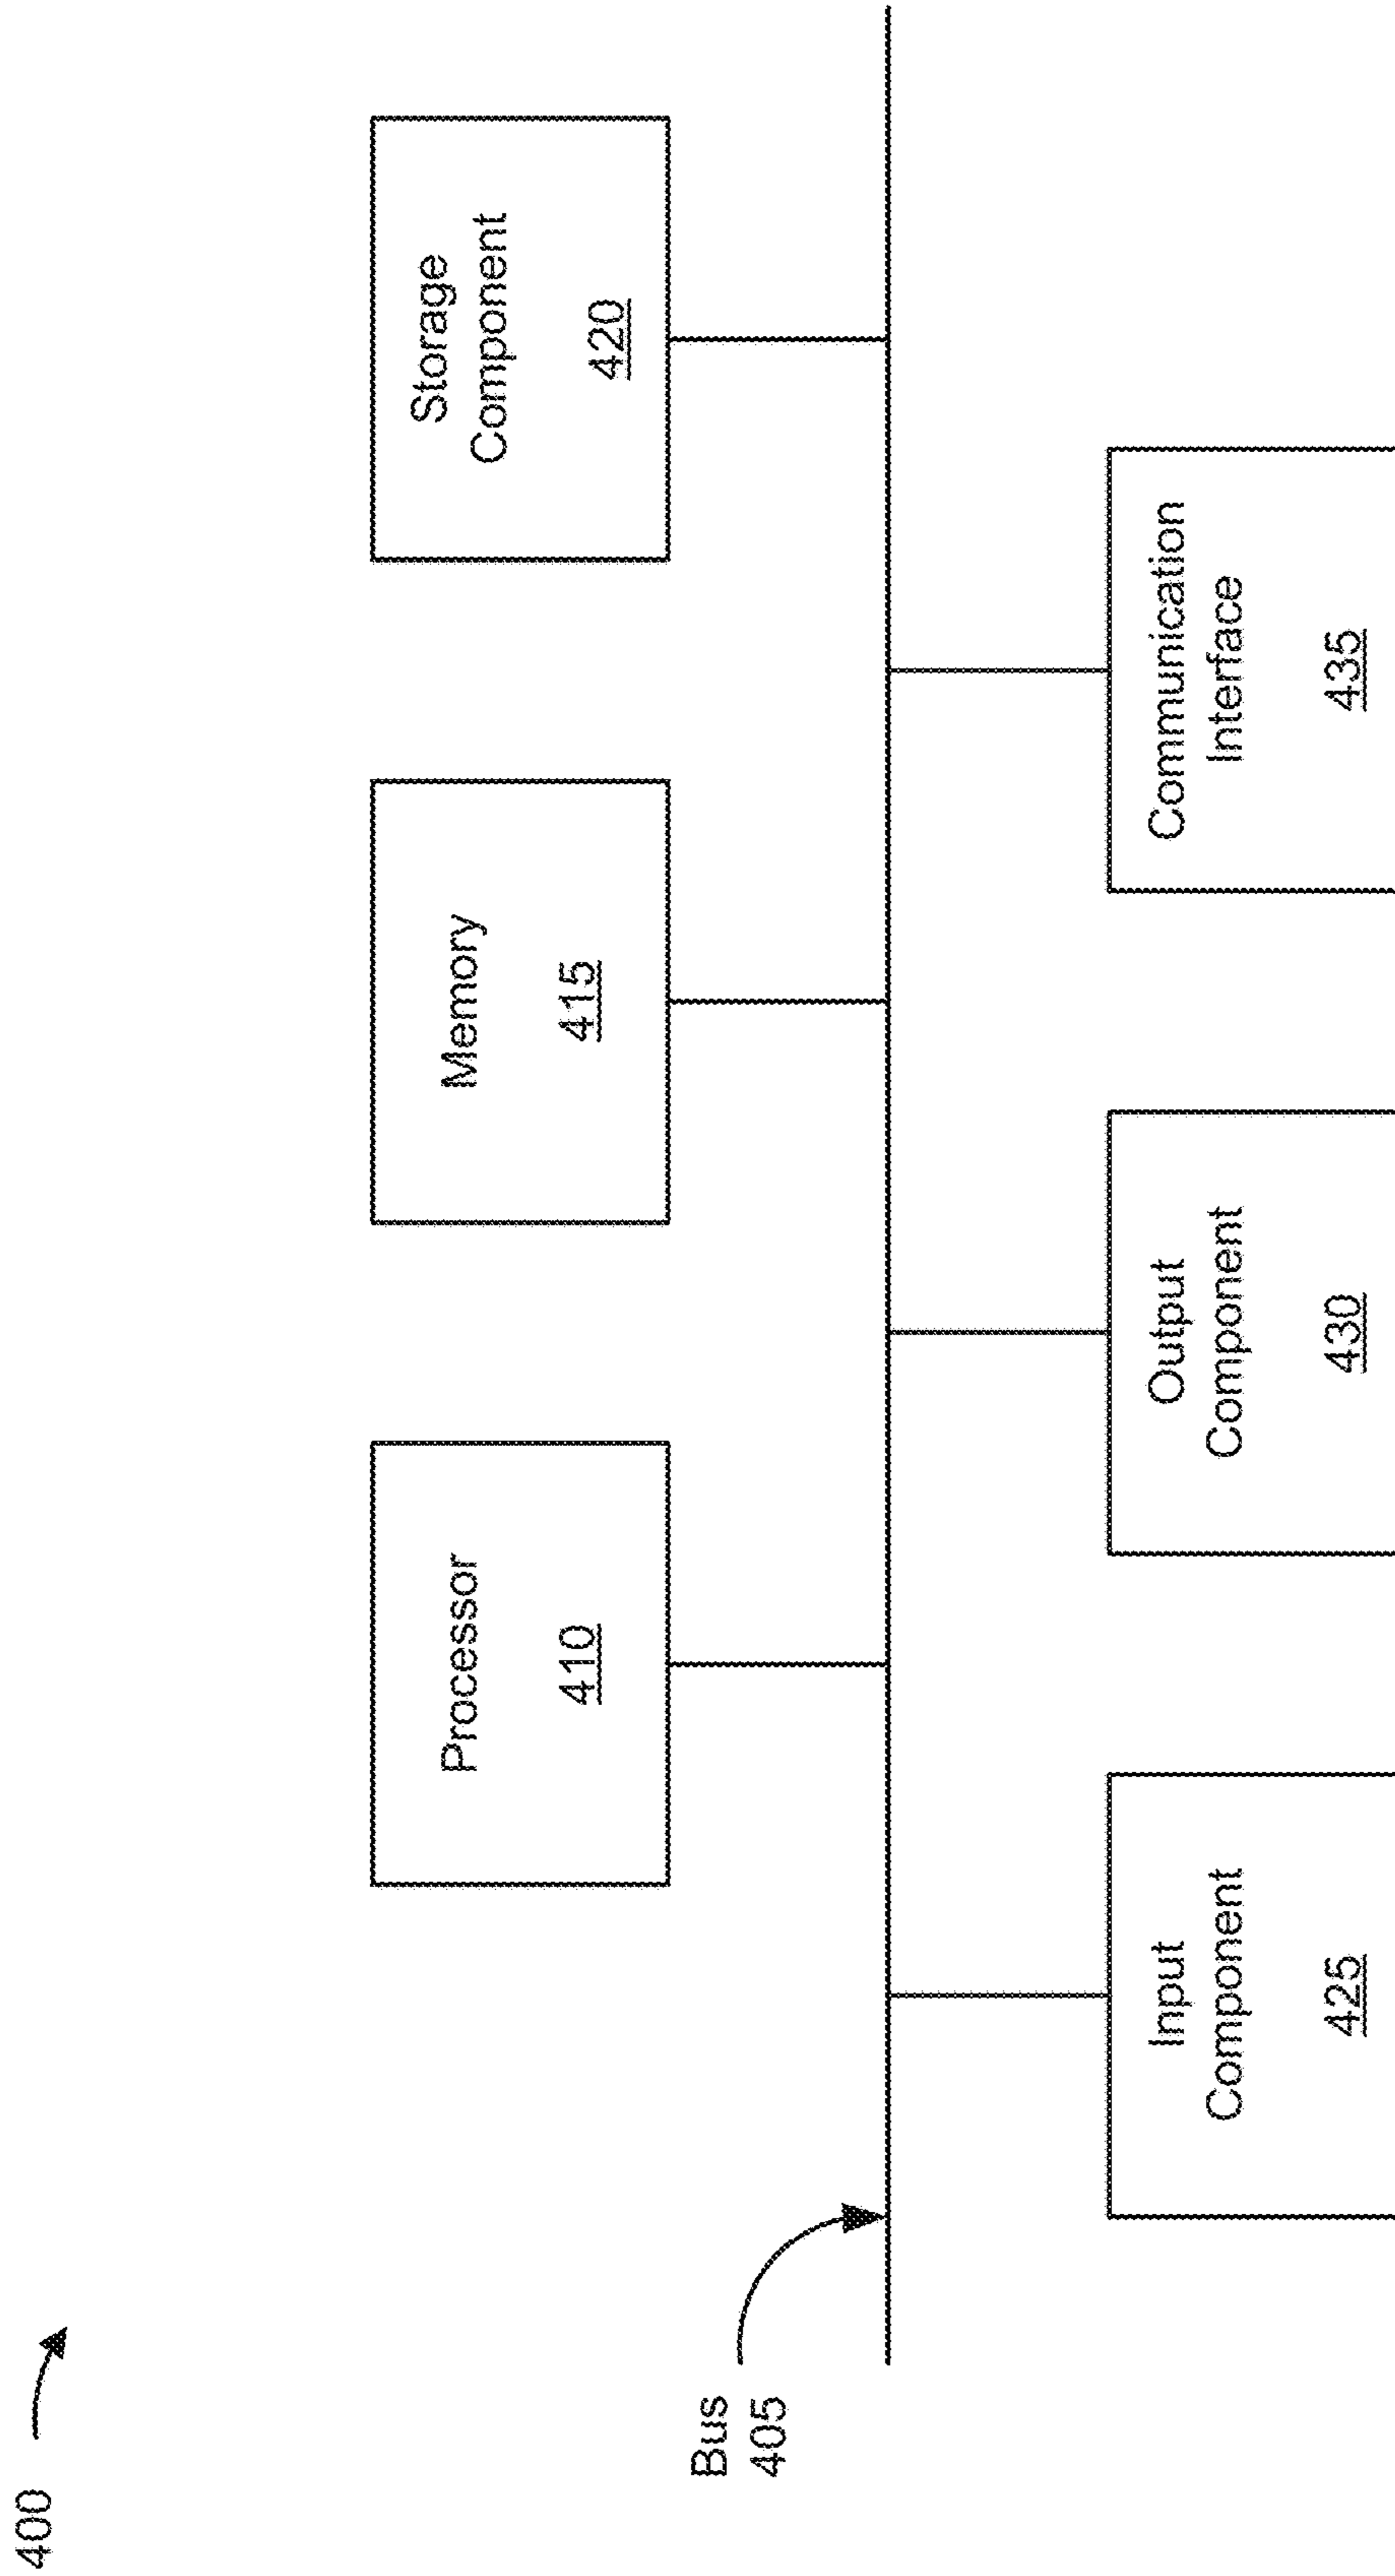 400
Processor
410
Memory
415
Storage
Component
420
Bus
405
Input
Component
425
Output
Component
430
Communication
Interface
435